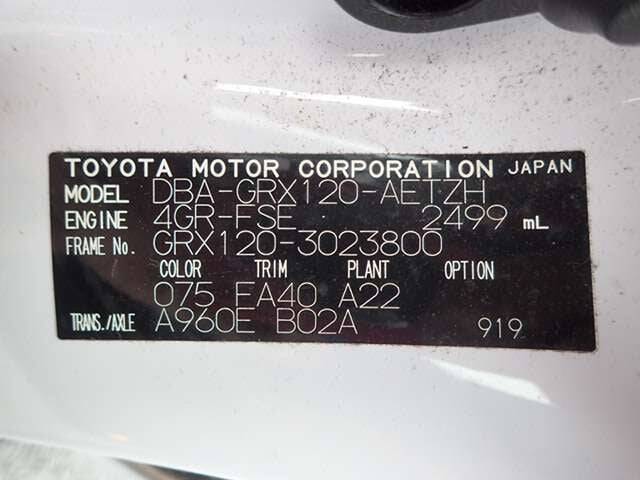 TOYOTA MOTOR CORPORATION JAPAN
MODEL DBA-GRX120-AETZH
ENGINE 4GR-FSE 2499 mL
FRAME No. GRX120-3023800
COLOR TRIM PLANT OPTION
075 FA40 A22
TRANS./AXLE A960E B02A 919